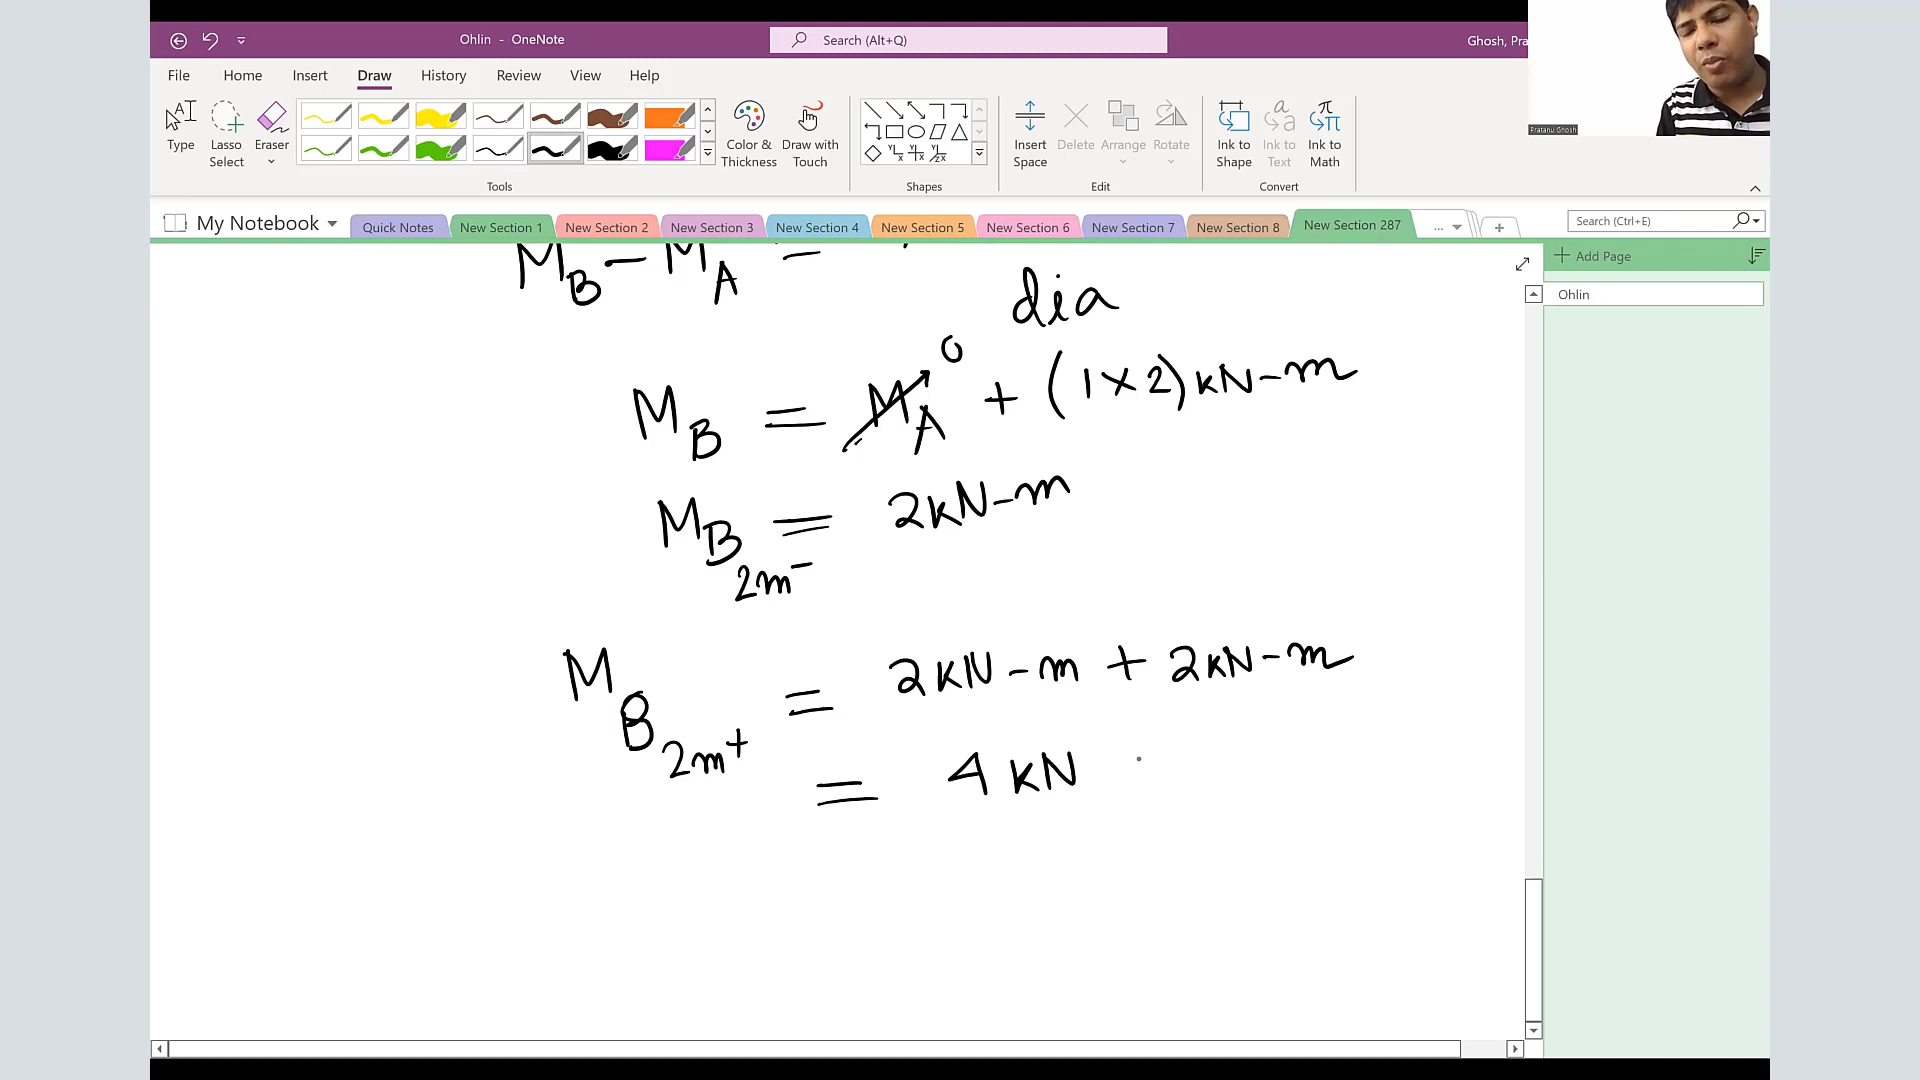 Ohlin - OneNote
Search (Alt+Q)
Ghosh, Pra
Pratanu Ghosh
File Home Insert Draw History Review View Help
Type
Lasso Select
Eraser
Color & Thickness
Draw with Touch
Insert Space
Delete
Arrange
Rotate
Ink to Shape
Ink to Text
Ink to Math
Tools
Shapes
Edit
Convert
My Notebook
Quick Notes New Section 1 New Section 2 New Section 3 New Section 4 New Section 5 New Section 6 New Section 7 New Section 8 New Section 287 ...
Search (Ctrl+E)
Add Page
Ohlin
M_B - M_A =
dia
M_B = M_A 0 + (1 × 2) kN-m
M_B 2m⁻ = 2kN-m
M_B 2m⁺ = 2kN-m + 2kN-m
= 4 kN